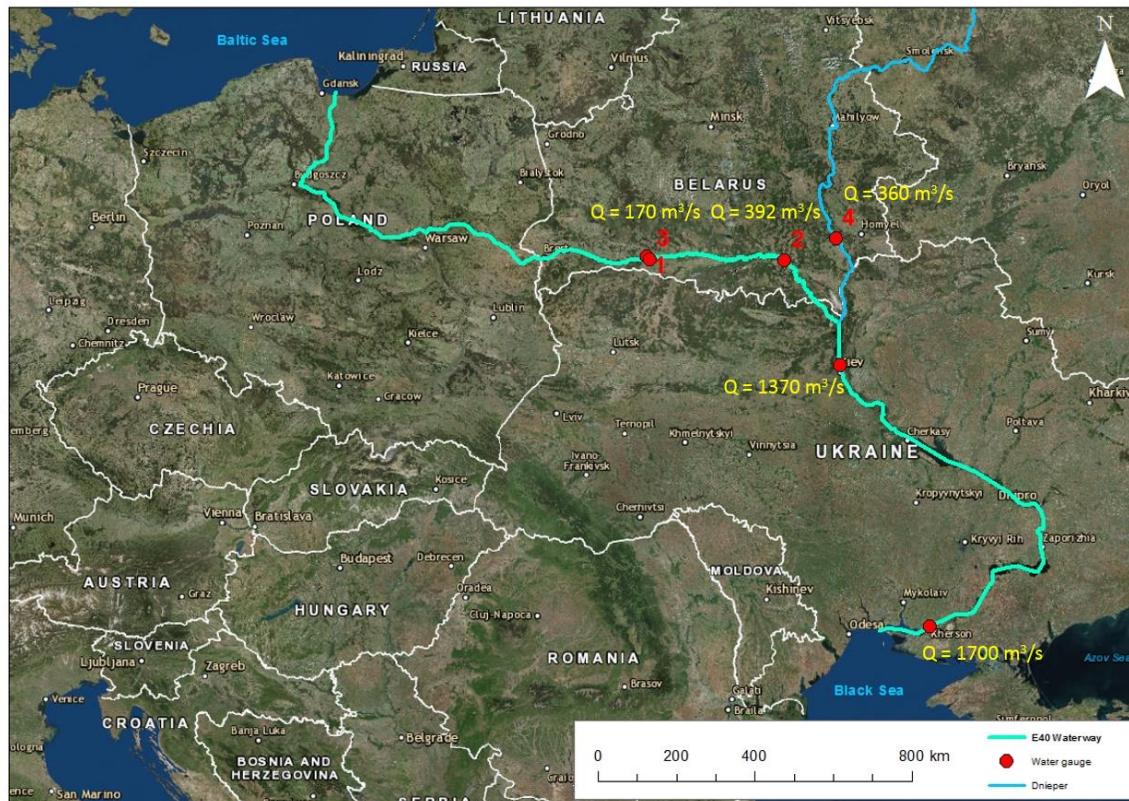 LITHUANIA
Vitsyebsk
Baltic Sea
Kaliningrad
Smolensk
N
RUSSIA
Vilnius
Gdansk
Minsk
Mahilyow
Grodno
Szczecin
Bryansk
Bydgoszcz
Bialystok
BELARUS
Oryol
Q = 170 m³/s
Q = 392 m³/s
Q = 360 m³/s
Berlin
POLAND
Poznan
4
Homyel
3
2
Warsaw
Brest
1
Lodz
Kursk
Leipzig
Lublin
Dresden
Wroclaw
Sumy
Chemnitz
Kielce
Lutsk
Kiev
Katowice
Q = 1370 m³/s
Prague
Gracow
Kharkiv
Lviv
Poltava
Ternopil
Khmelnytskyi
Cherkasy
CZECHIA
Vinnytsia
UKRAINE
Ivano-
Frankivsk
SLOVAKIA
Kosice
Kropyvnytskyi
Dnipro
Munich
Vienna
Bratislava
Chernivtsi
Kryvyi Rih
Zaporizhia
Budapest
Debrecen
MOLDOVA
AUSTRIA
Oradea
Kishinev
Mykolaiv
Graz
HUNGARY
Cluj-Napoca
Odesa
Kherson
SLOVENIA
ROMANIA
Q = 1700 m³/s
Azov Sea
Ljubljana
Zagreb
Brasov
Galati
Black Sea
Venice
Braila
Simferopol
CROATIA
Banja Luka
Belgrade
BOSNIA AND
HERZEGOVINA
San Marino
SERBIA
0 200 400 800 km
E40 Waterway
Water gauge
Dnieper